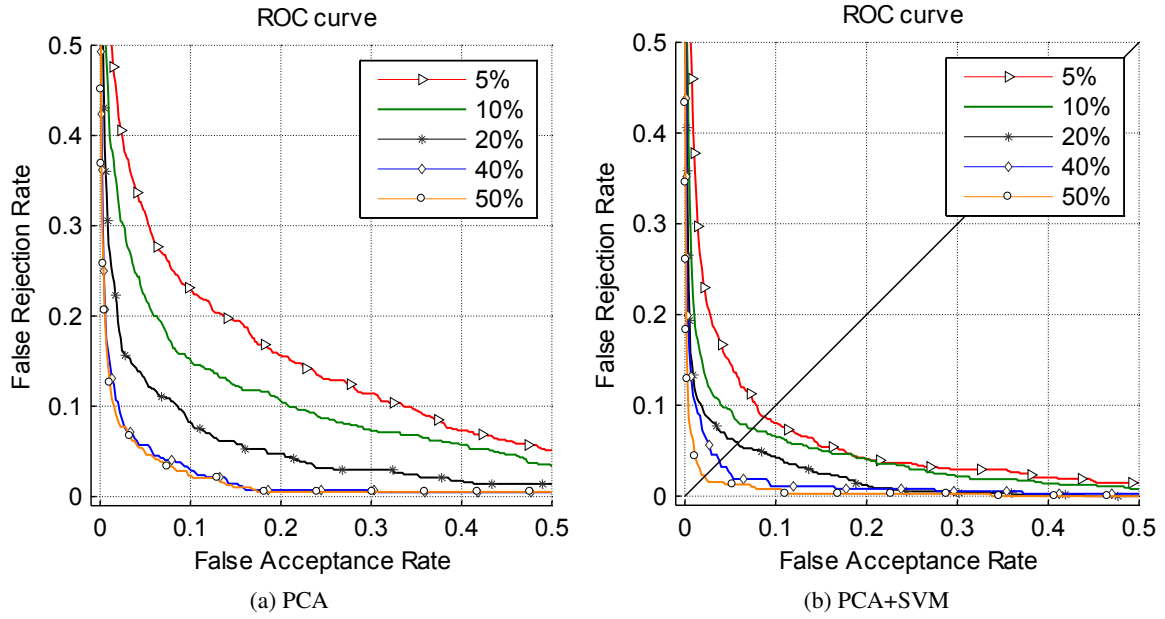 ROC curve
0.5
0.4
0.3
0.2
0.1
0
False Rejection Rate
5%
10%
20%
40%
50%
0 0.1 0.2 0.3 0.4 0.5
False Acceptance Rate
(a) PCA
ROC curve
0.5
0.4
0.3
0.2
0.1
0
False Rejection Rate
5%
10%
20%
40%
50%
0 0.1 0.2 0.3 0.4 0.5
False Acceptance Rate
(b) PCA+SVM